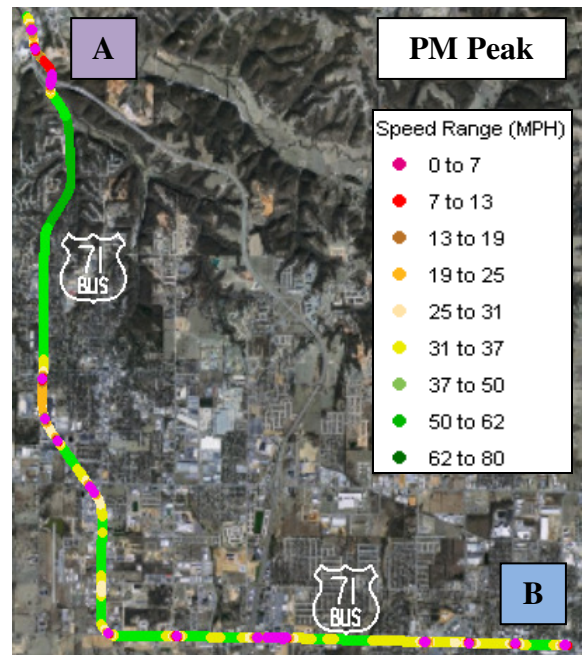 A
PM Peak
Speed Range (MPH)
0 to 7
7 to 13
13 to 19
19 to 25
25 to 31
31 to 37
37 to 50
50 to 62
62 to 80
71
BUS
71
BUS
B